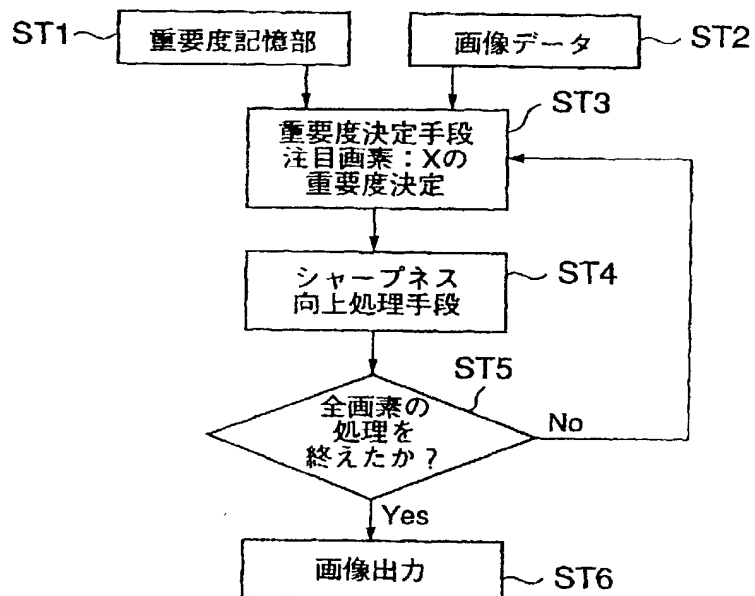 ST1
重要度記憶部
画像データ
ST2
ST3
重要度決定手段
注目画素：Xの
重要度決定
シャープネス
向上処理手段
ST4
ST5
全画素の
処理を
終えたか？
No
Yes
画像出力
ST6